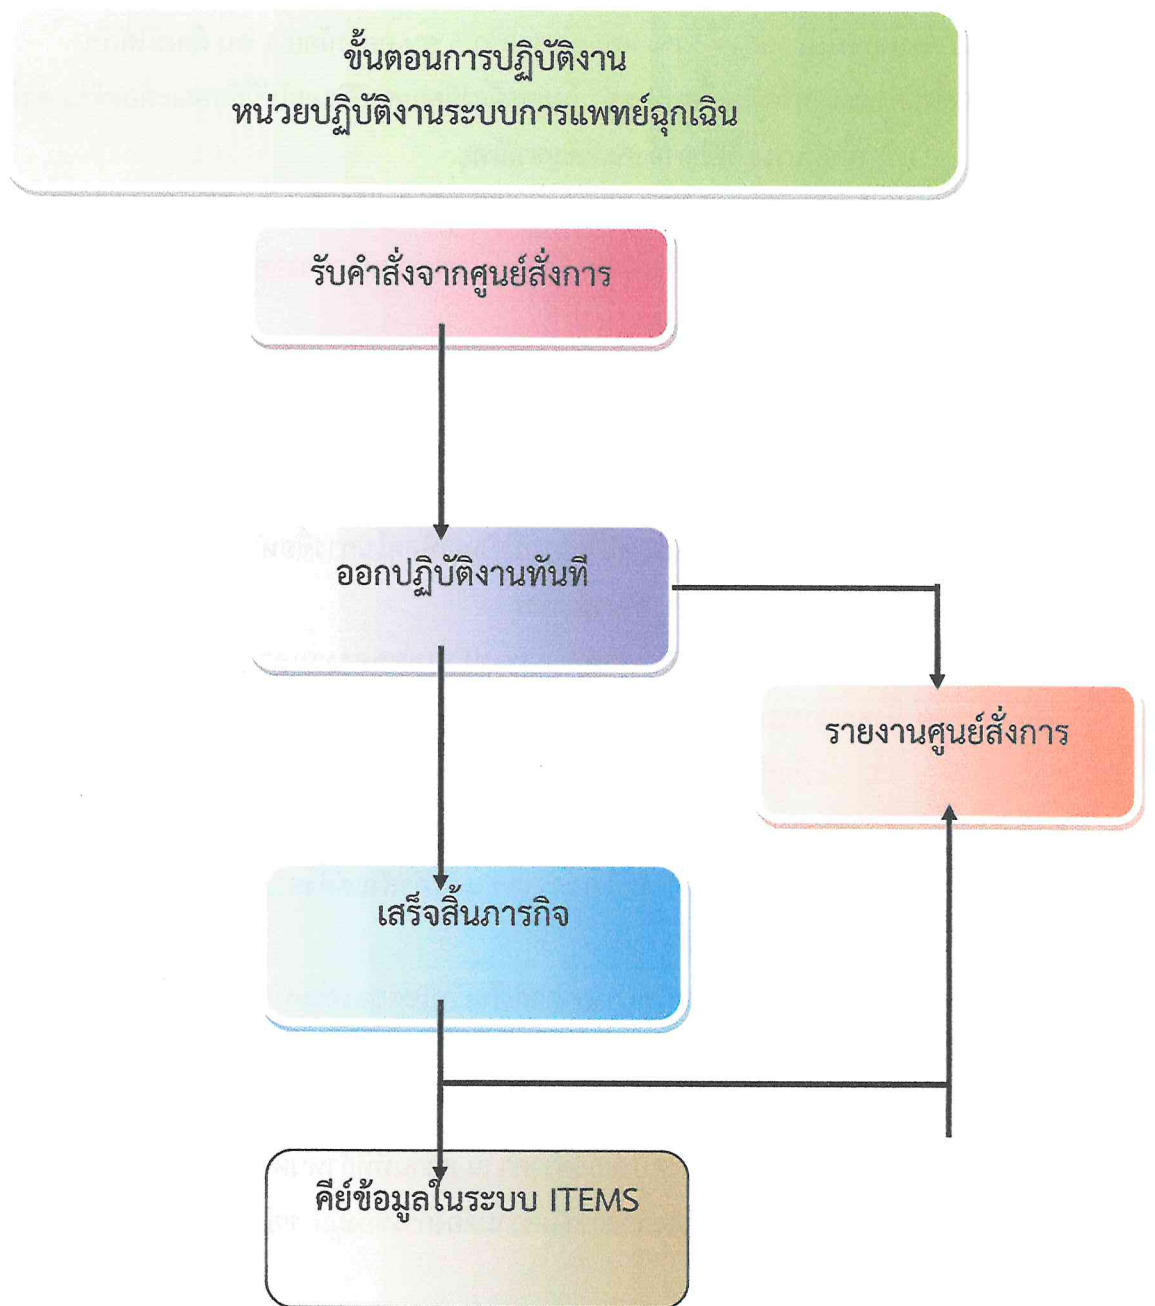 ขั้นตอนการปฏิบัติงาน
หน่วยปฏิบัติงานระบบการแพทย์ฉุกเฉิน
รับคำสั่งจากศูนย์สั่งการ
ออกปฏิบัติงานทันที
รายงานศูนย์สั่งการ
เสร็จสิ้นภารกิจ
คีย์ข้อมูลในระบบ ITEMS